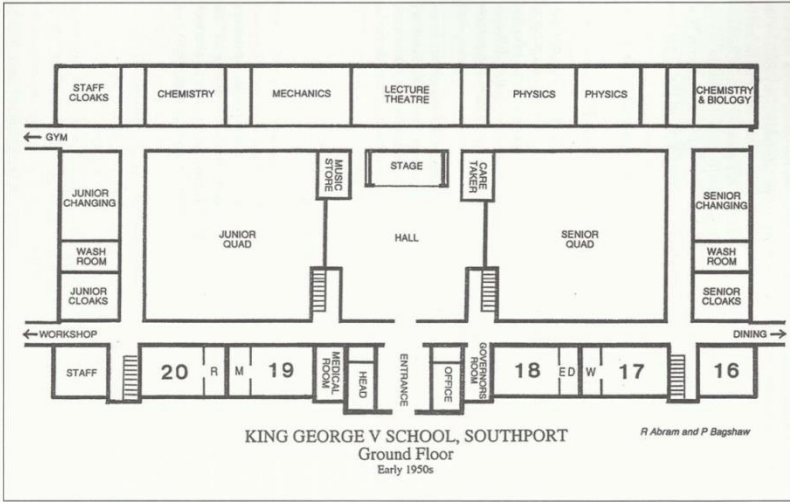 STAFF
CLOAKS
CHEMISTRY
MECHANICS
LECTURE
THEATRE
PHYSICS
PHYSICS
CHEMISTRY
& BIOLOGY
← GYM
JUNIOR
CHANGING
MUSIC
STORE
STAGE
CARE
TAKER
SENIOR
CHANGING
JUNIOR
QUAD
HALL
SENIOR
QUAD
WASH
ROOM
WASH
ROOM
JUNIOR
CLOAKS
SENIOR
CLOAKS
← WORKSHOP
DINING →
STAFF
20
R
M
19
MEDICAL
ROOM
HEAD
ENTRANCE
OFFICE
GOVERNORS
ROOM
18
ED
W
17
16
KING GEORGE V SCHOOL, SOUTHPORT
Ground Floor
Early 1950s
R Abram and P Bagshaw